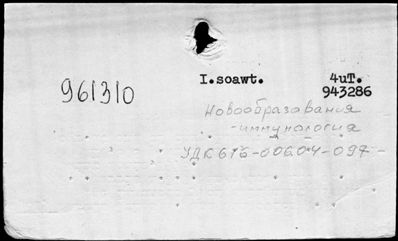 I.soawt. 4uT.
961310 943286
Новообразования
-иммунология
УДК 616-006.04-097-